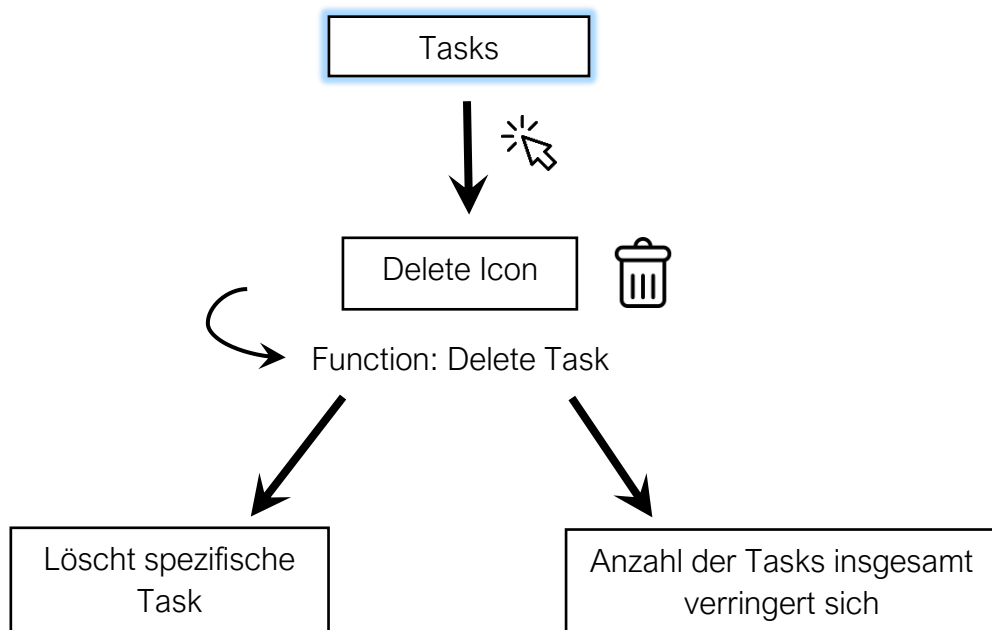 Tasks
Delete Icon
Function: Delete Task
Löscht spezifische
Task
Anzahl der Tasks insgesamt
verringert sich